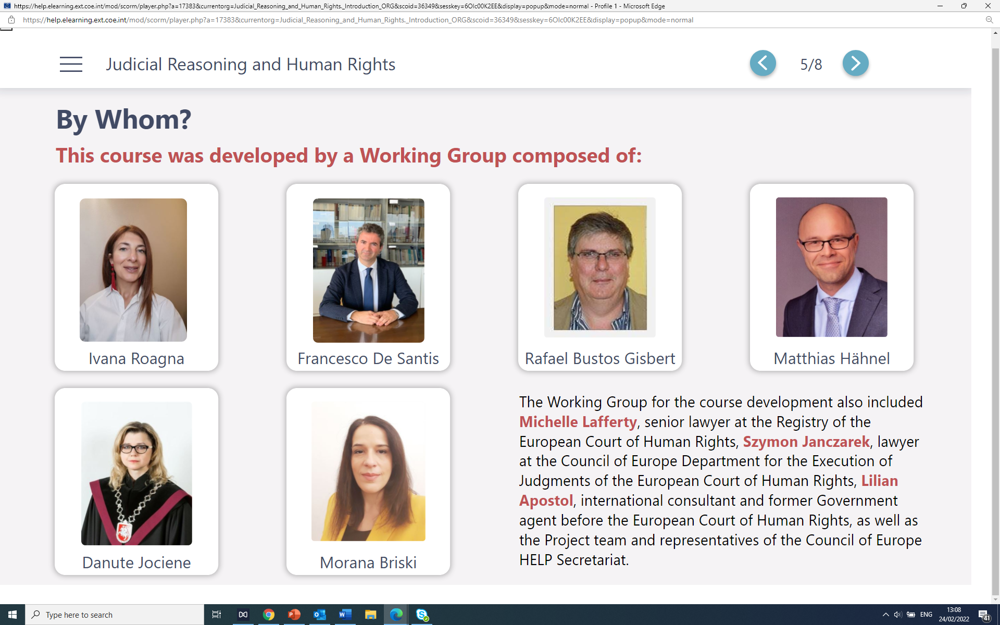 https://help.elearning.ext.coe.int/mod/scorm/player.php?a=17383&currentorg=Judicial_Reasoning_and_Human_Rights._Introduction_ORG&scoid=36349&sesskey=6OIc00K2EE&display=popup&mode=normal - Profile 1 - Microsoft Edge
https://help.elearning.ext.coe.int/mod/scorm/player.php?a=17383&currentorg=Judicial_Reasoning_and_Human_Rights._Introduction_ORG&scoid=36349&sesskey=6OIc00K2EE&display=popup&mode=normal
Judicial Reasoning and Human Rights
5/8
By Whom?
This course was developed by a Working Group composed of:
Ivana Roagna
Francesco De Santis
Rafael Bustos Gisbert
Matthias Hähnel
Danute Jociene
Morana Briski
The Working Group for the course development also included
Michelle Lafferty, senior lawyer at the Registry of the
European Court of Human Rights, Szymon Janczarek, lawyer
at the Council of Europe Department for the Execution of
Judgments of the European Court of Human Rights, Lilian
Apostol, international consultant and former Government
agent before the European Court of Human Rights, as well as
the Project team and representatives of the Council of Europe
HELP Secretariat.
Type here to search
ENG
13:08
24/02/2022
41